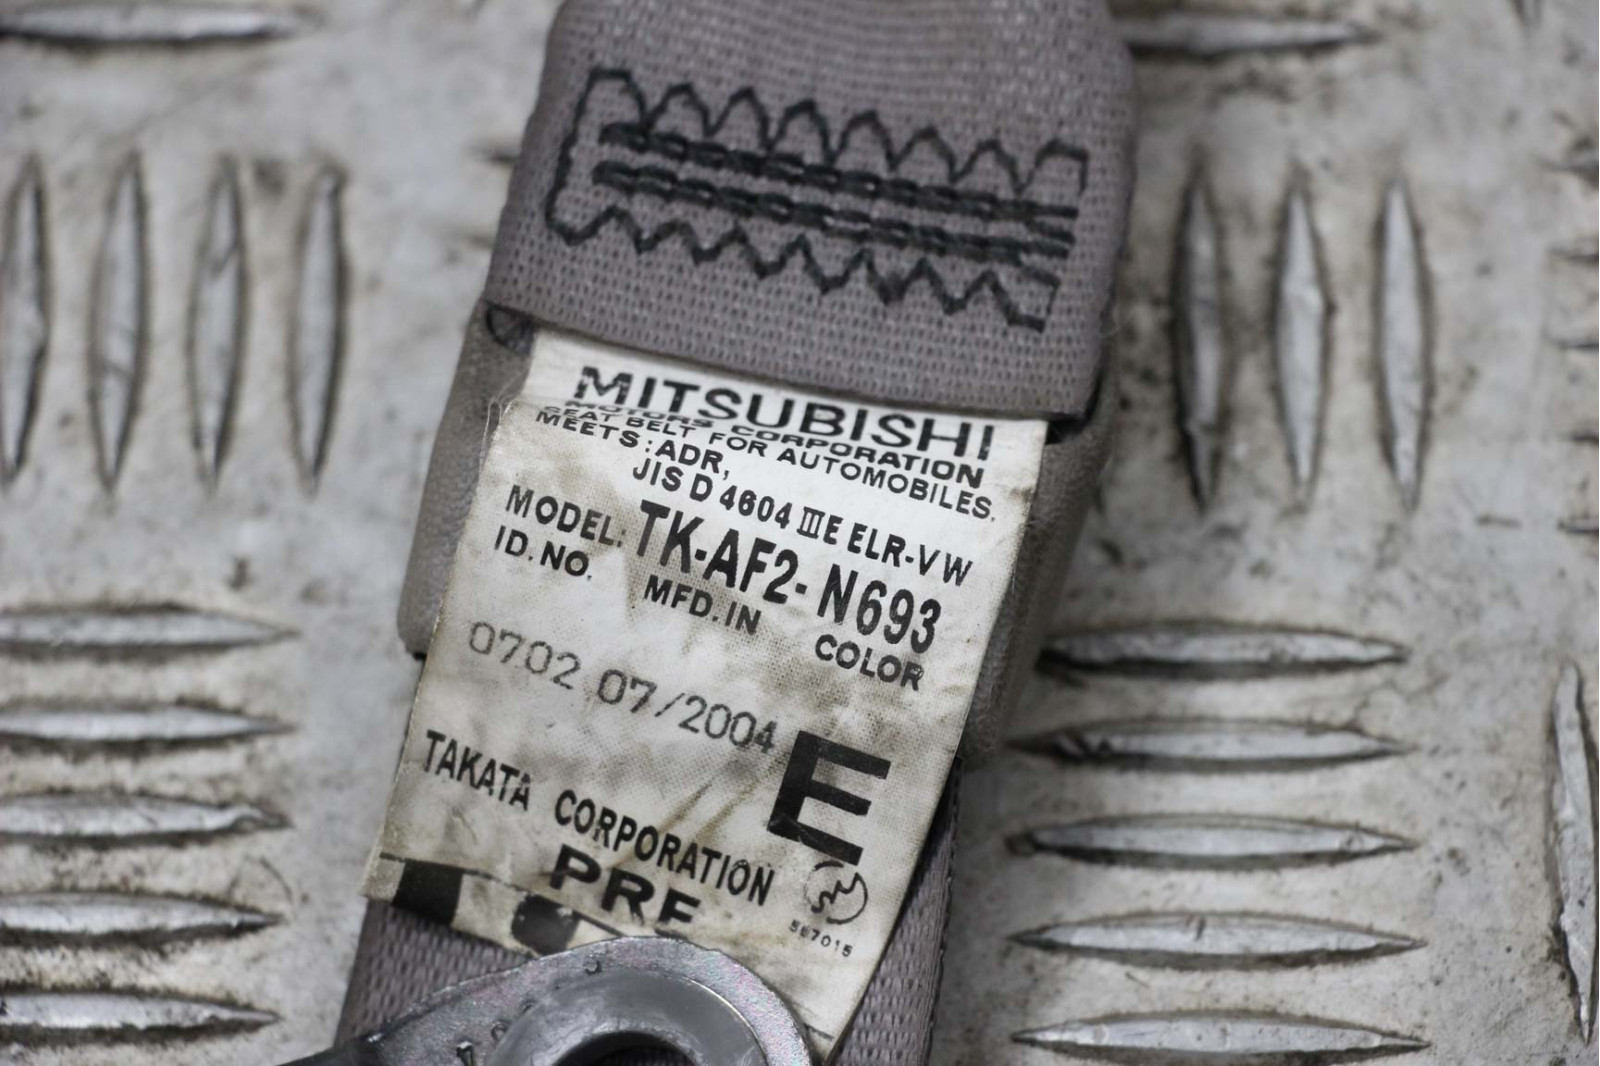 MITSUBISHI
MOTORS CORPORATION
SEAT BELT FOR AUTOMOBILES.
MEETS: ADR,
JIS D 4604 ⅢE ELR-VW
MODEL: TK-AF2-N693
ID. NO. MFD. IN COLOR
0702 07/2004
E
TAKATA CORPORATION
PRE